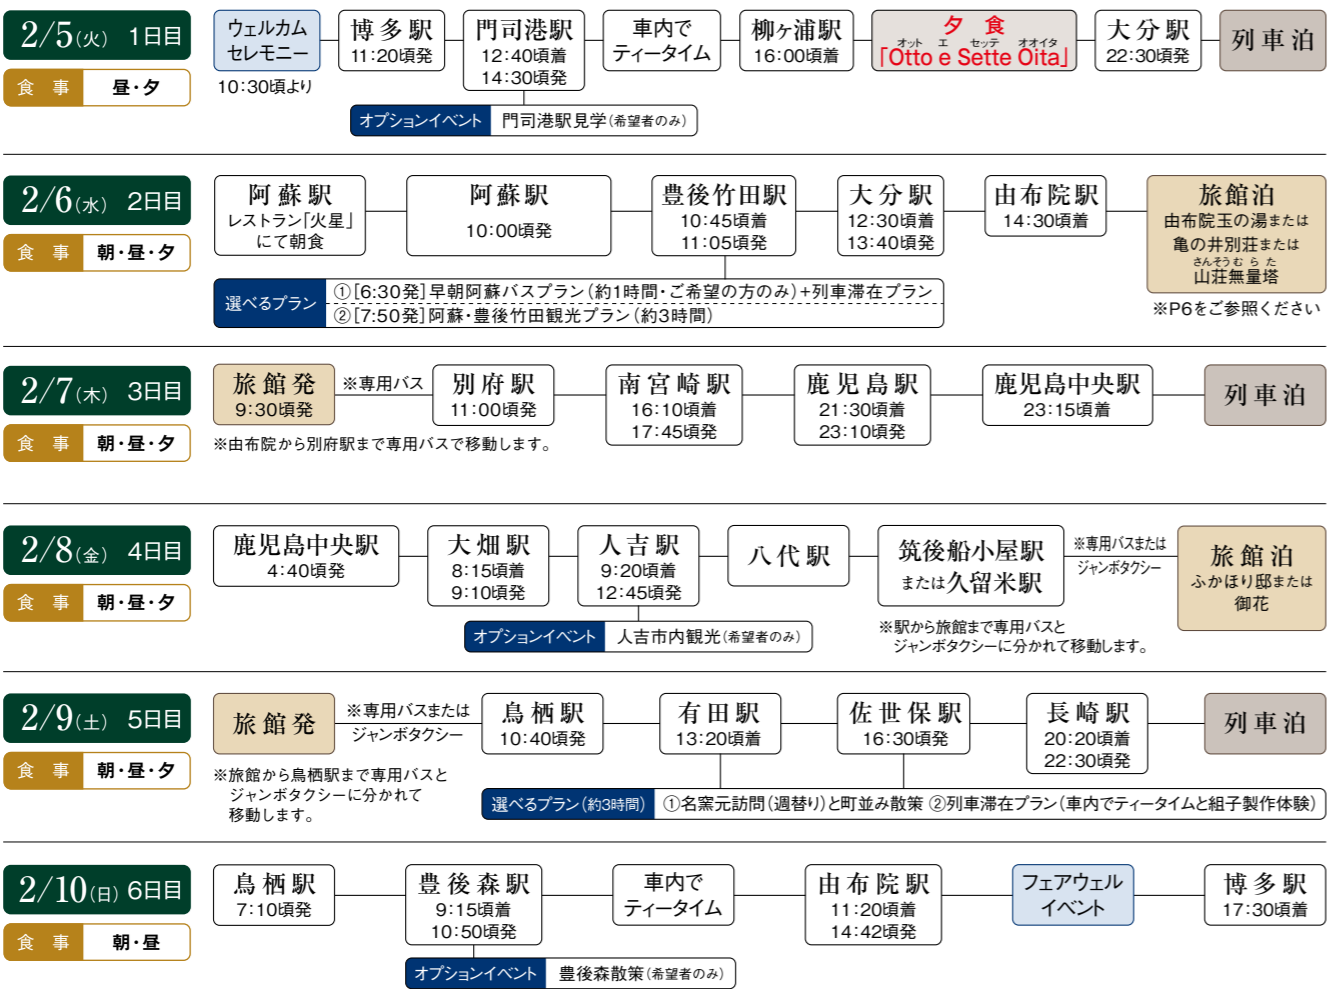 2/5(火) 1日目
食事 昼・夕
ウェルカム
セレモニー
10:30頃より
博多駅
11:20頃発
門司港駅
12:40頃着
14:30頃発
オプションイベント 門司港駅見学(希望者のみ)
車内で
ティータイム
柳ヶ浦駅
16:00頃着
夕食
オット エ セッテ オオイタ
「Otto e Sette Oita」
大分駅
22:30頃発
列車泊
2/6(水) 2日目
食事 朝・昼・夕
阿蘇駅
レストラン「火星」
にて朝食
阿蘇駅
10:00頃発
豊後竹田駅
10:45頃着
11:05頃発
大分駅
12:30頃着
13:40頃発
由布院駅
14:30頃着
旅館泊
由布院玉の湯または
亀の井別荘または
さんそうむらた
山荘無量塔
※P6をご参照ください
選べるプラン
①[6:30発]早朝阿蘇バスプラン(約1時間・ご希望の方のみ)+列車滞在プラン
②[7:50発]阿蘇・豊後竹田観光プラン(約3時間)
2/7(木) 3日目
食事 朝・昼・夕
旅館発
9:30頃発
※専用バス
別府駅
11:00頃発
南宮崎駅
16:10頃着
17:45頃発
鹿児島駅
21:30頃着
23:10頃発
鹿児島中央駅
23:15頃着
列車泊
※由布院から別府駅まで専用バスで移動します。
2/8(金) 4日目
食事 朝・昼・夕
鹿児島中央駅
4:40頃発
大畑駅
8:15頃着
9:10頃発
人吉駅
9:20頃着
12:45頃発
オプションイベント 人吉市内観光(希望者のみ)
八代駅
筑後船小屋駅
または久留米駅
※専用バスまたは
ジャンボタクシー
旅館泊
ふかほり邸または
御花
※駅から旅館まで専用バスと
ジャンボタクシーに分かれて移動します。
2/9(土) 5日目
食事 朝・昼・夕
旅館発
※専用バスまたは
ジャンボタクシー
鳥栖駅
10:40頃発
有田駅
13:20頃着
佐世保駅
16:30頃発
長崎駅
20:20頃着
22:30頃発
列車泊
※旅館から鳥栖駅まで専用バスと
ジャンボタクシーに分かれて
移動します。
選べるプラン(約3時間) ①名窯元訪問(週替り)と町並み散策 ②列車滞在プラン(車内でティータイムと組子製作体験)
2/10(日) 6日目
食事 朝・昼
鳥栖駅
7:10頃発
豊後森駅
9:15頃着
10:50頃発
オプションイベント 豊後森散策(希望者のみ)
車内で
ティータイム
由布院駅
11:20頃着
14:42頃発
フェアウェル
イベント
博多駅
17:30頃着